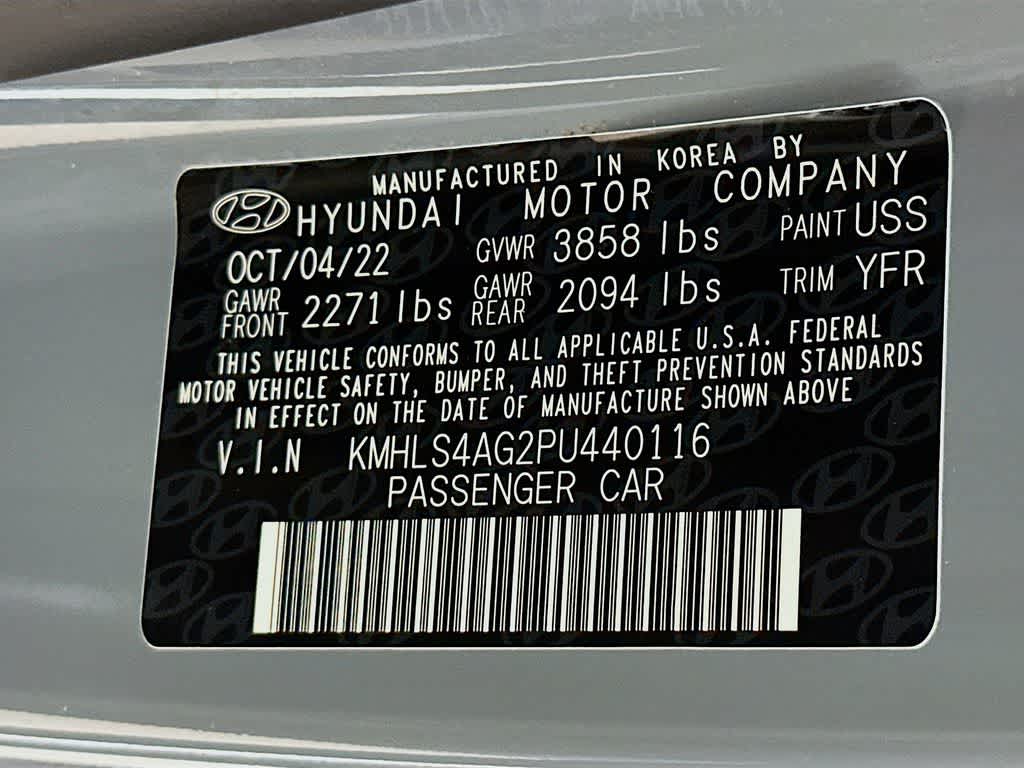 MANUFACTURED IN KOREA BY
HYUNDAI MOTOR COMPANY
OCT/04/22 GVWR 3858 lbs PAINT USS
GAWR FRONT 2271 lbs GAWR REAR 2094 lbs TRIM YFR
THIS VEHICLE CONFORMS TO ALL APPLICABLE U.S.A. FEDERAL
MOTOR VEHICLE SAFETY, BUMPER, AND THEFT PREVENTION STANDARDS
IN EFFECT ON THE DATE OF MANUFACTURE SHOWN ABOVE
V.I.N KMHLS4AG2PU440116
PASSENGER CAR